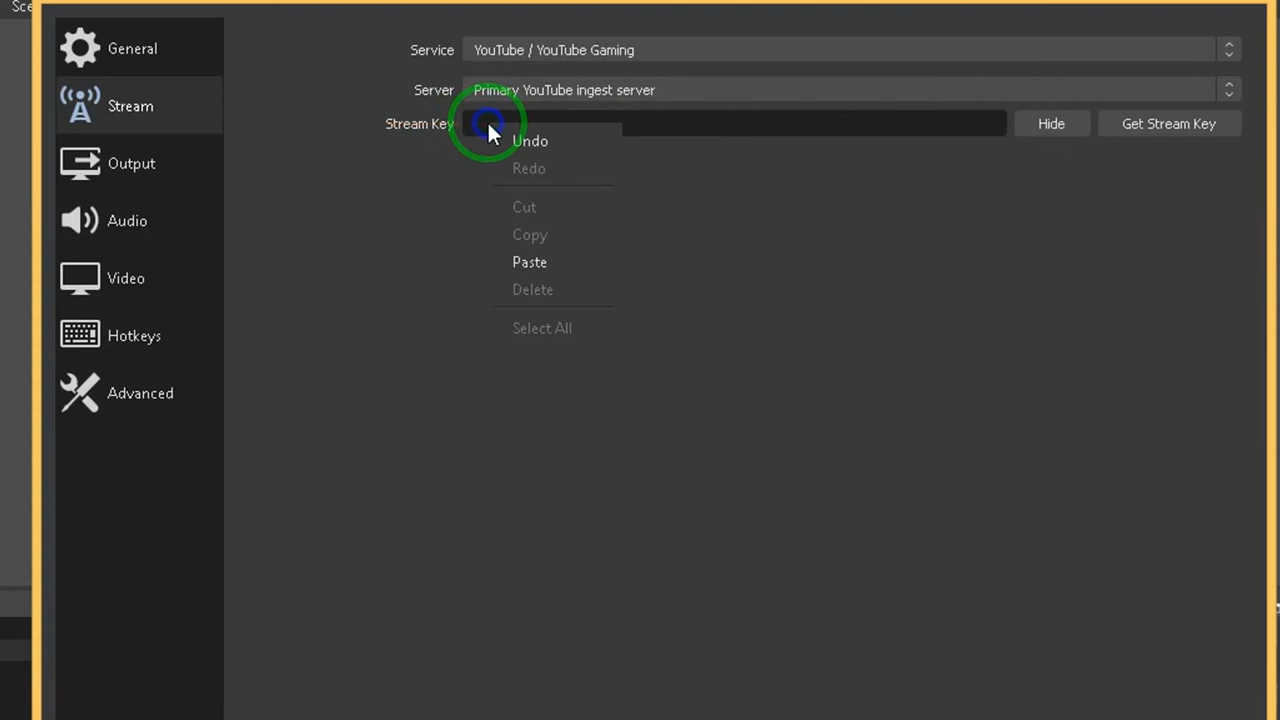 Sce
General
Stream
Output
Audio
Video
Hotkeys
Advanced
Service YouTube / YouTube Gaming
Server Primary YouTube ingest server
Stream Key Hide Get Stream Key
Undo
Redo
Cut
Copy
Paste
Delete
Select All